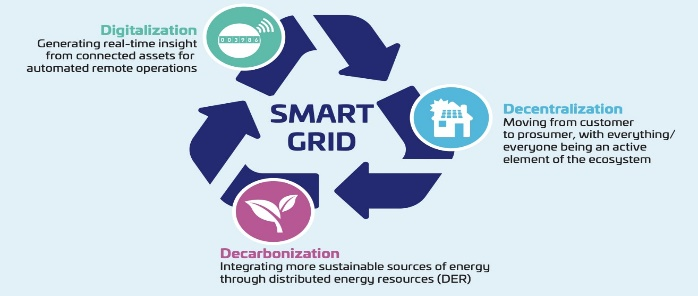 Digitalization
Generating real-time insight
from connected assets for
automated remote operations
003986
SMART
GRID
Decentralization
Moving from customer
to prosumer, with everything/
everyone being an active
element of the ecosystem
Decarbonization
Integrating more sustainable sources of energy
through distributed energy resources (DER)